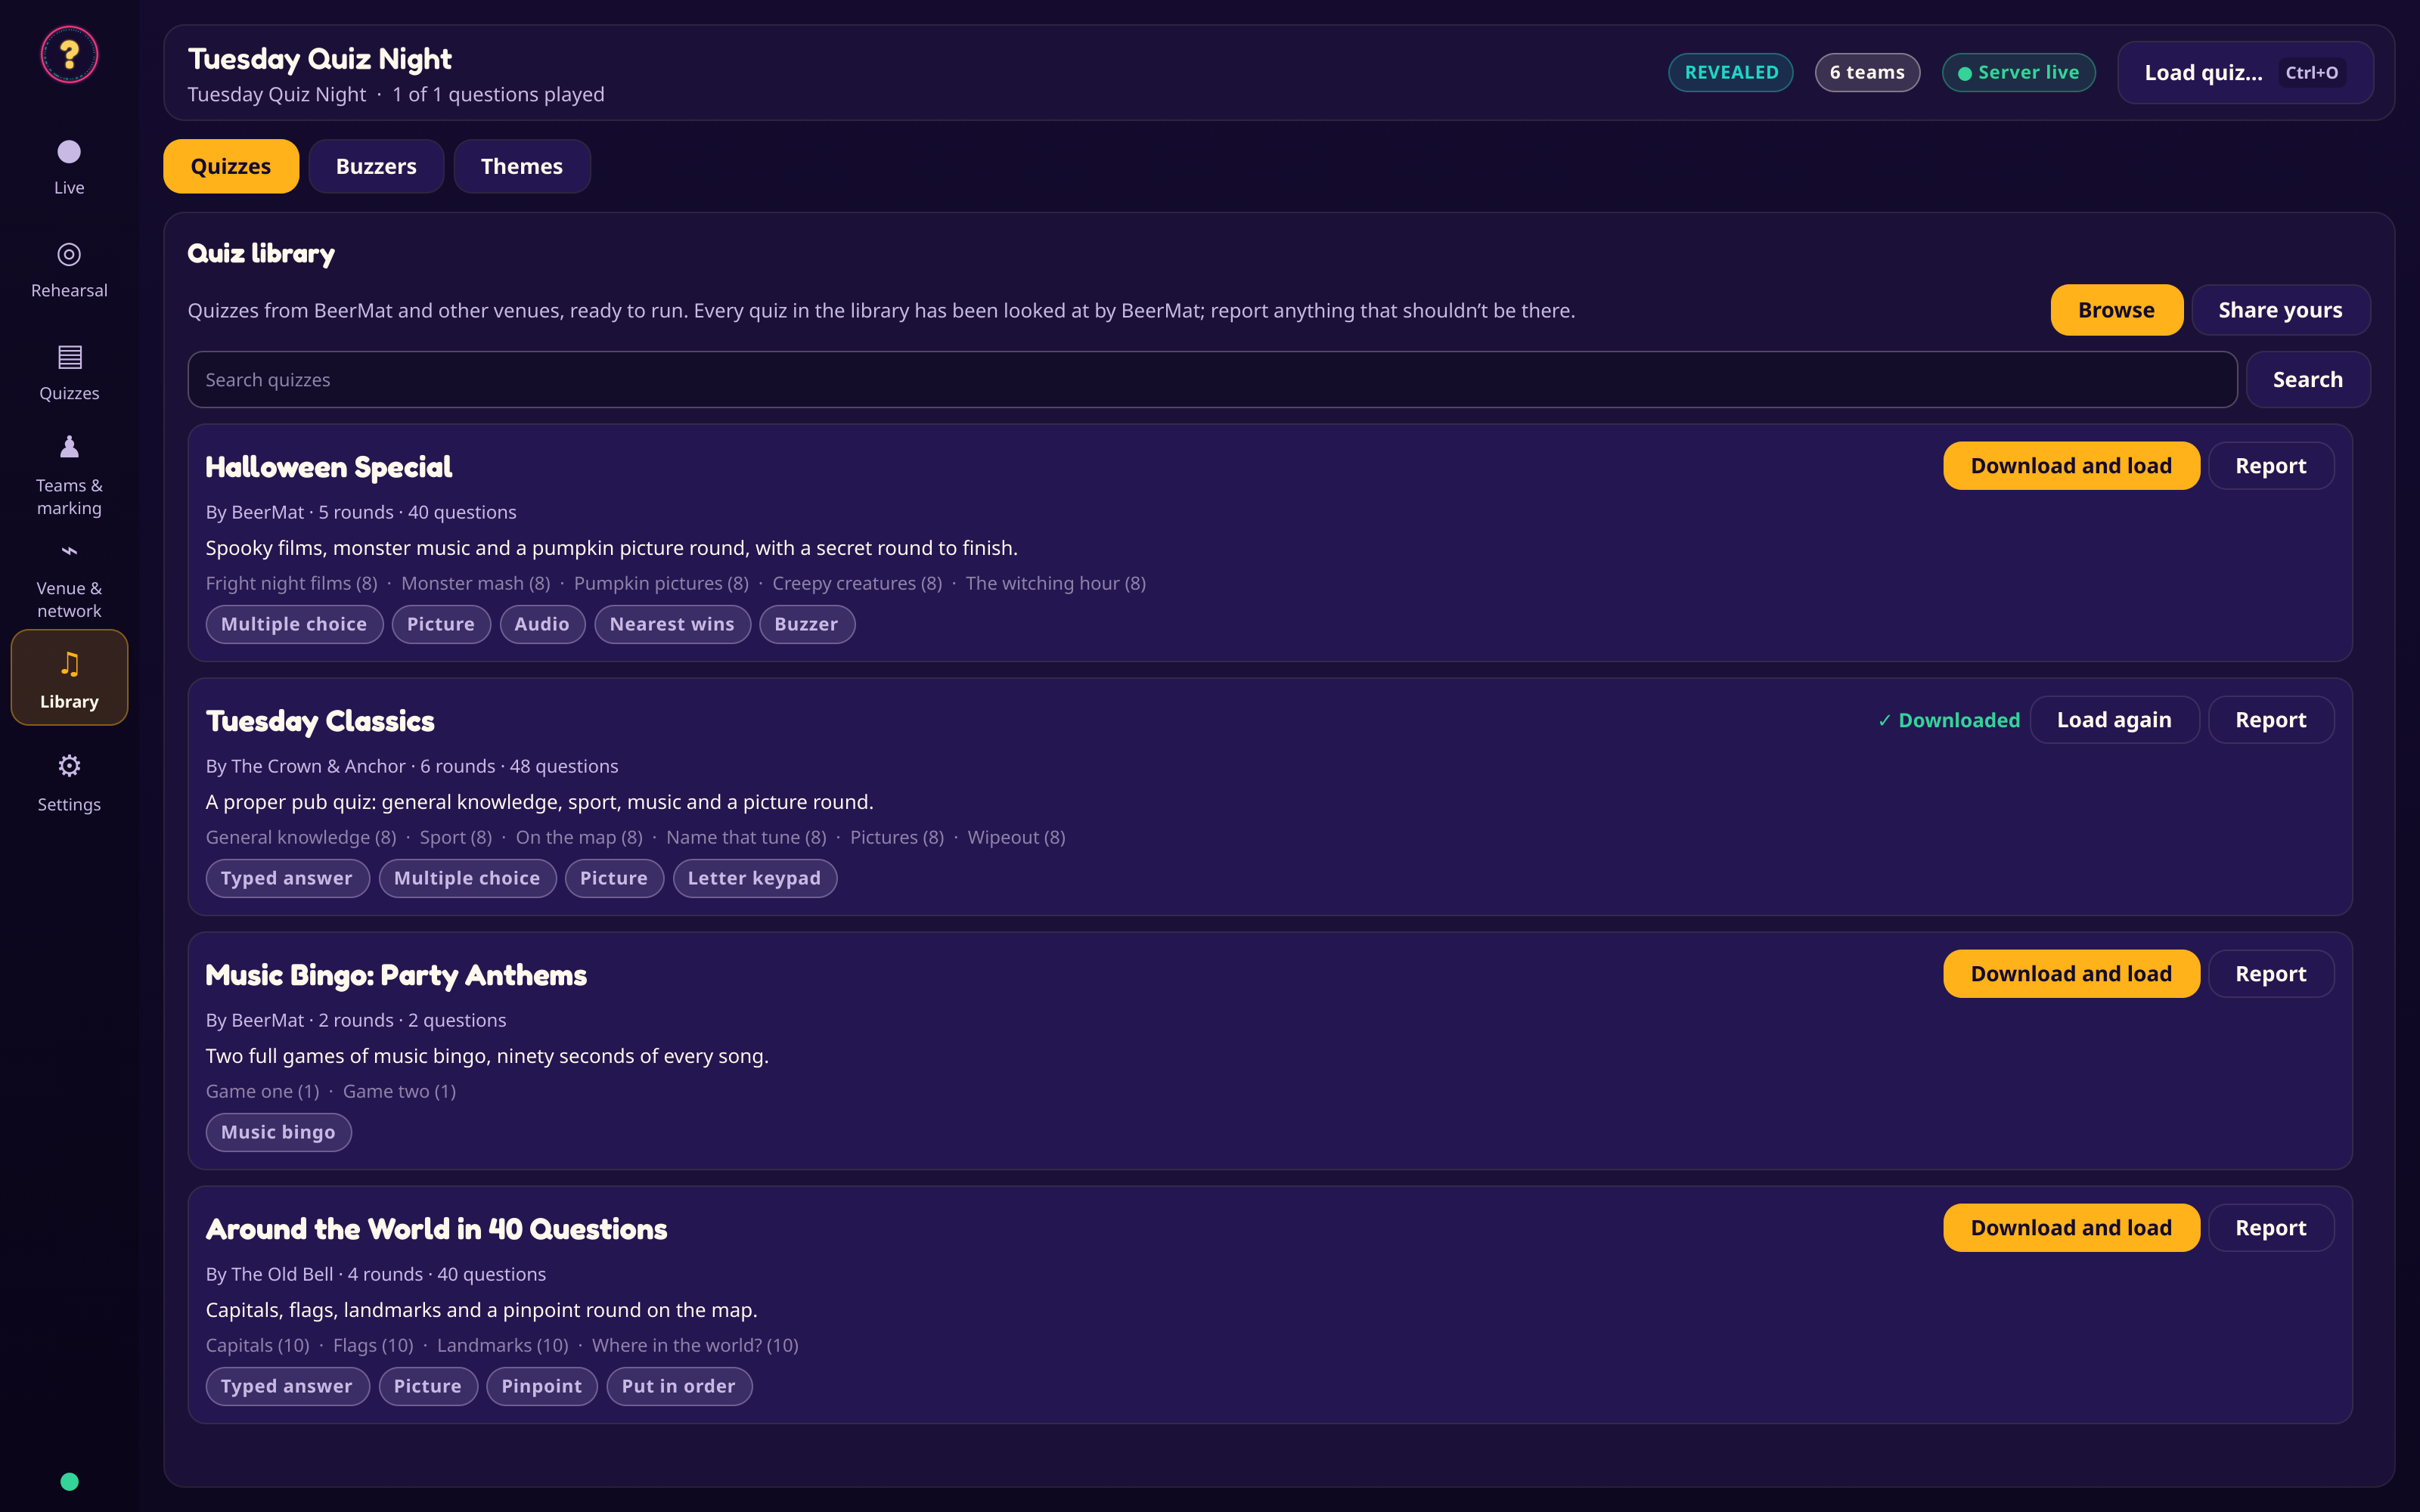 ?
Live
Rehearsal
Quizzes
Teams &
marking
Venue &
network
Library
Settings
Tuesday Quiz Night
Tuesday Quiz Night · 1 of 1 questions played
REVEALED
6 teams
Server live
Load quiz... Ctrl+O
Quizzes
Buzzers
Themes
Quiz library
Quizzes from BeerMat and other venues, ready to run. Every quiz in the library has been looked at by BeerMat; report anything that shouldn’t be there.
Browse
Share yours
Search quizzes
Search
Halloween Special
Download and load
Report
By BeerMat · 5 rounds · 40 questions
Spooky films, monster music and a pumpkin picture round, with a secret round to finish.
Fright night films (8) · Monster mash (8) · Pumpkin pictures (8) · Creepy creatures (8) · The witching hour (8)
Multiple choice
Picture
Audio
Nearest wins
Buzzer
Tuesday Classics
✓ Downloaded
Load again
Report
By The Crown & Anchor · 6 rounds · 48 questions
A proper pub quiz: general knowledge, sport, music and a picture round.
General knowledge (8) · Sport (8) · On the map (8) · Name that tune (8) · Pictures (8) · Wipeout (8)
Typed answer
Multiple choice
Picture
Letter keypad
Music Bingo: Party Anthems
Download and load
Report
By BeerMat · 2 rounds · 2 questions
Two full games of music bingo, ninety seconds of every song.
Game one (1) · Game two (1)
Music bingo
Around the World in 40 Questions
Download and load
Report
By The Old Bell · 4 rounds · 40 questions
Capitals, flags, landmarks and a pinpoint round on the map.
Capitals (10) · Flags (10) · Landmarks (10) · Where in the world? (10)
Typed answer
Picture
Pinpoint
Put in order